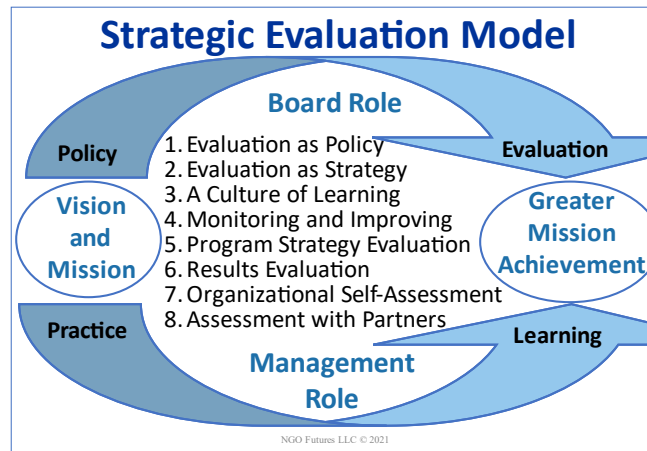 Strategic Evaluation Model
Board Role
Policy
Evaluation
1. Evaluation as Policy
2. Evaluation as Strategy
3. A Culture of Learning
4. Monitoring and Improving
5. Program Strategy Evaluation
6. Results Evaluation
7. Organizational Self-Assessment
8. Assessment with Partners
Vision
and
Mission
Greater
Mission
Achievement
Practice
Learning
Management
Role
NGO Futures LLC © 2021